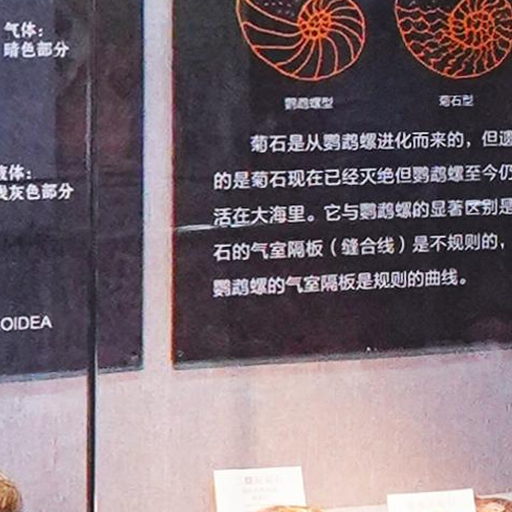 气体：
暗色部分
液体：
浅灰色部分
OIDEA
鹦鹉螺型
菊石型
菊石是从鹦鹉螺进化而来的，但遗
的是菊石现在已经灭绝但鹦鹉螺至今仍
活在大海里。它与鹦鹉螺的显著区别是
石的气室隔板（缝合线）是不规则的，
鹦鹉螺的气室隔板是规则的曲线。